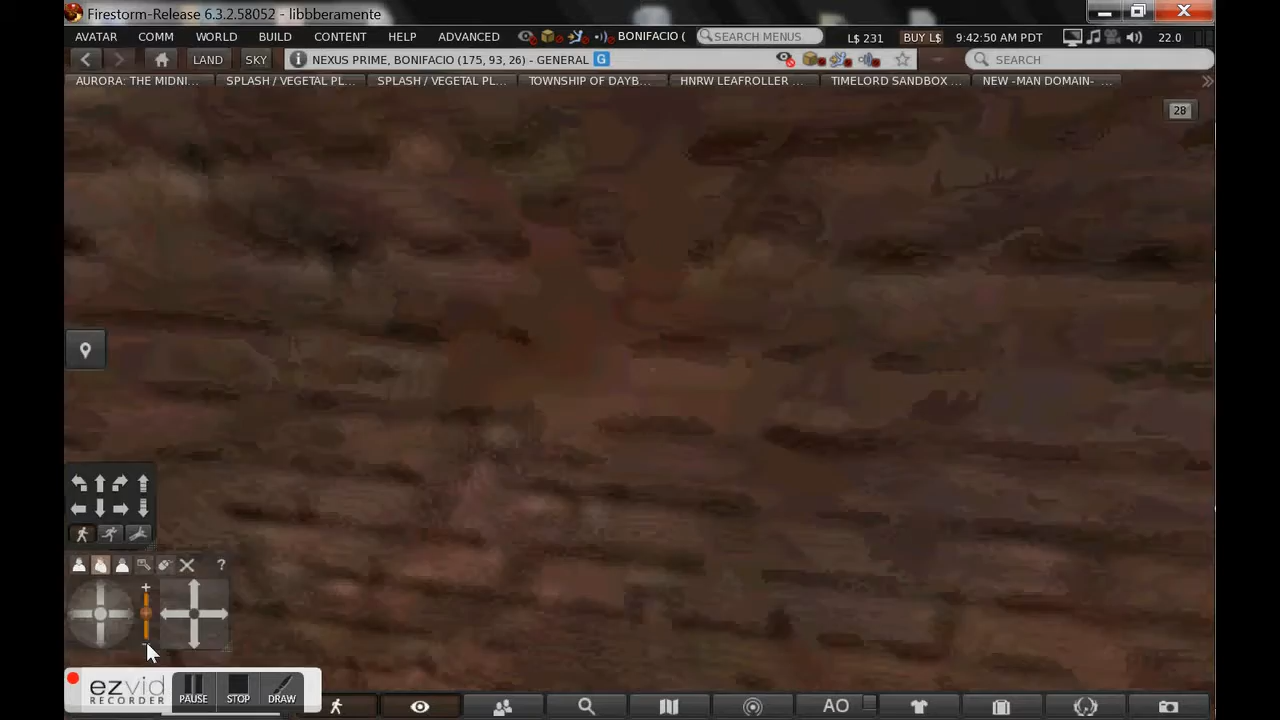 Firestorm-Release 6.3.2.58052 - libbberamente
AVATAR COMM WORLD BUILD CONTENT HELP ADVANCED BONIFACIO ( SEARCH MENUS L$ 231 BUY L$ 9:42:50 AM PDT 22.0
LAND SKY NEXUS PRIME, BONIFACIO (175, 93, 26) - GENERAL G SEARCH
AURORA: THE MIDNI... SPLASH / VEGETAL PL... SPLASH / VEGETAL PL... TOWNSHIP OF DAYB... HNRW LEAFROLLER ... TIMELORD SANDBOX ... NEW -MAN DOMAIN- ...
28
?
+
ezvid
RECORDER
PAUSE STOP DRAW
AO